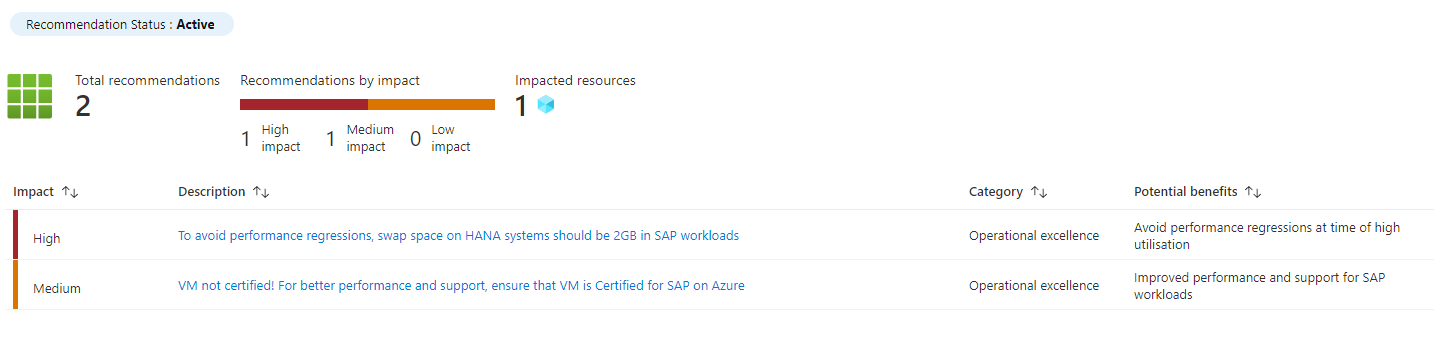 Recommendation Status : Active
Total recommendations
2
Recommendations by impact
1 High impact
1 Medium impact
0 Low impact
Impacted resources
1
Impact Description Category Potential benefits
High To avoid performance regressions, swap space on HANA systems should be 2GB in SAP workloads Operational excellence Avoid performance regressions at time of high
utilisation
Medium VM not certified! For better performance and support, ensure that VM is Certified for SAP on Azure Operational excellence Improved performance and support for SAP
workloads